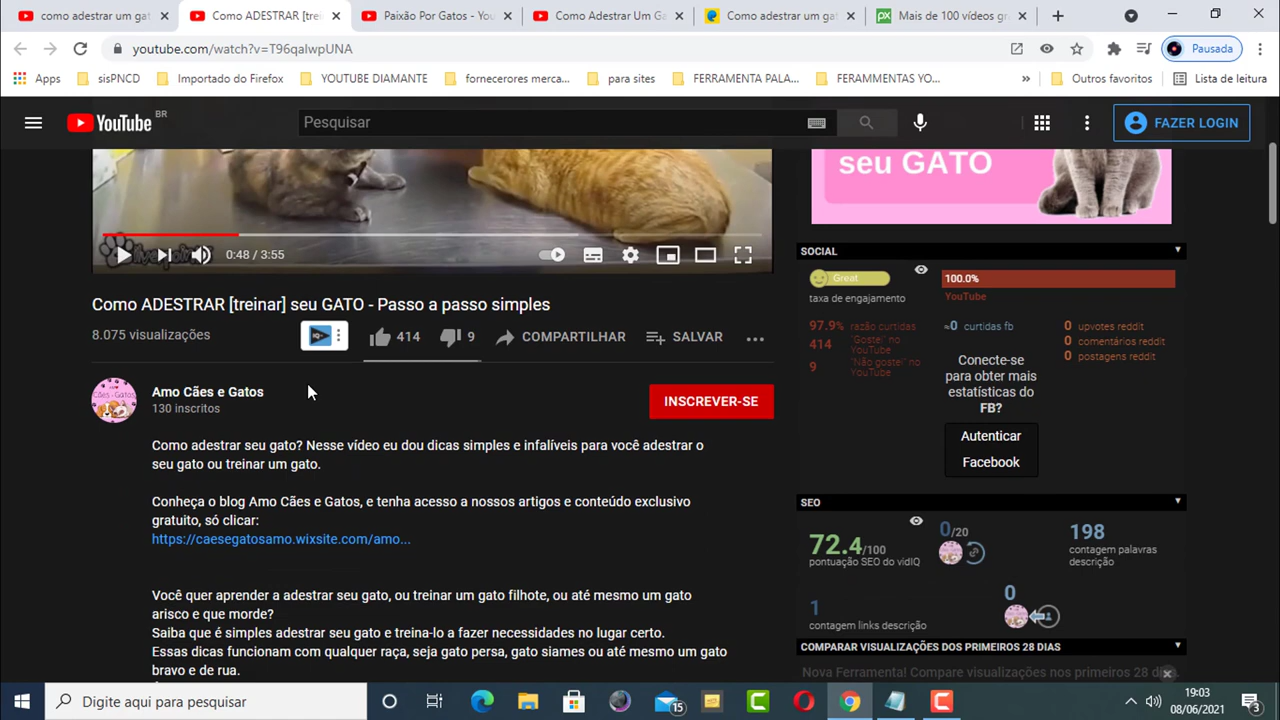 como adestrar um gat
Como ADESTRAR [trei
Paixão Por Gatos - You
Como Adestrar Um Ga
Como adestrar um gat
Mais de 100 vídeos gr
youtube.com/watch?v=T96qaIwpUNA
Pausada
Apps
sisPNCD
Importado do Firefox
YOUTUBE DIAMANTE
fornecerores merca...
para sites
FERRAMENTA PALA...
FERAMMENTAS YO...
»
Outros favoritos
Lista de leitura
YouTube BR
Pesquisar
FAZER LOGIN
seu GATO
0:48 / 3:55
Como ADESTRAR [treinar] seu GATO - Passo a passo simples
8.075 visualizações
414
9
COMPARTILHAR
SALVAR
Amo Cães e Gatos
130 inscritos
INSCREVER-SE
Como adestrar seu gato? Nesse vídeo eu dou dicas simples e infalíveis para você adestrar o
seu gato ou treinar um gato.
Conheça o blog Amo Cães e Gatos, e tenha acesso a nossos artigos e conteúdo exclusivo
gratuito, só clicar:
https://caesegatosamo.wixsite.com/amo...
Você quer aprender a adestrar seu gato, ou treinar um gato filhote, ou até mesmo um gato
arisco e que morde?
Saiba que é simples adestrar seu gato e treina-lo a fazer necessidades no lugar certo.
Essas dicas funcionam com qualquer raça, seja gato persa, gato siames ou até mesmo um gato
bravo e de rua.
SOCIAL
Great
taxa de engajamento
100.0%
YouTube
97.9% razão curtidas
414 "Gostei" no
YouTube
9 "Não gostei" no
YouTube
≈0 curtidas fb
Conecte-se
para obter mais
estatísticas do
FB?
Autenticar
Facebook
0 upvotes reddit
0 comentários reddit
0 postagens reddit
SEO
72.4/100
pontuação SEO do vidIQ
0/20
198
contagem palavras
descrição
1
contagem links descrição
0
COMPARAR VISUALIZAÇÕES DOS PRIMEIROS 28 DIAS
Nova Ferramenta! Compare visualizações nos primeiros 28 dias
Digite aqui para pesquisar
15
19:03
08/06/2021
3